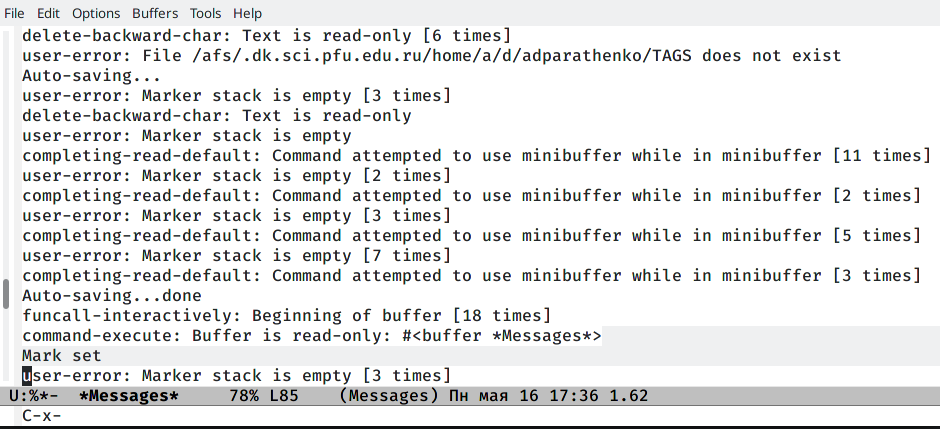 File Edit Options Buffers Tools Help
delete-backward-char: Text is read-only [6 times]
user-error: File /afs/.dk.sci.pfu.edu.ru/home/a/d/adparathenko/TAGS does not exist
Auto-saving...
user-error: Marker stack is empty [3 times]
delete-backward-char: Text is read-only
user-error: Marker stack is empty
completing-read-default: Command attempted to use minibuffer while in minibuffer [11 times]
user-error: Marker stack is empty [2 times]
completing-read-default: Command attempted to use minibuffer while in minibuffer [2 times]
user-error: Marker stack is empty [3 times]
completing-read-default: Command attempted to use minibuffer while in minibuffer [5 times]
user-error: Marker stack is empty [7 times]
completing-read-default: Command attempted to use minibuffer while in minibuffer [3 times]
Auto-saving...done
funcall-interactively: Beginning of buffer [18 times]
command-execute: Buffer is read-only: #<buffer *Messages*>
Mark set
user-error: Marker stack is empty [3 times]
U:%*-  *Messages*     78% L85    (Messages) Пн мая 16 17:36 1.62
C-x-